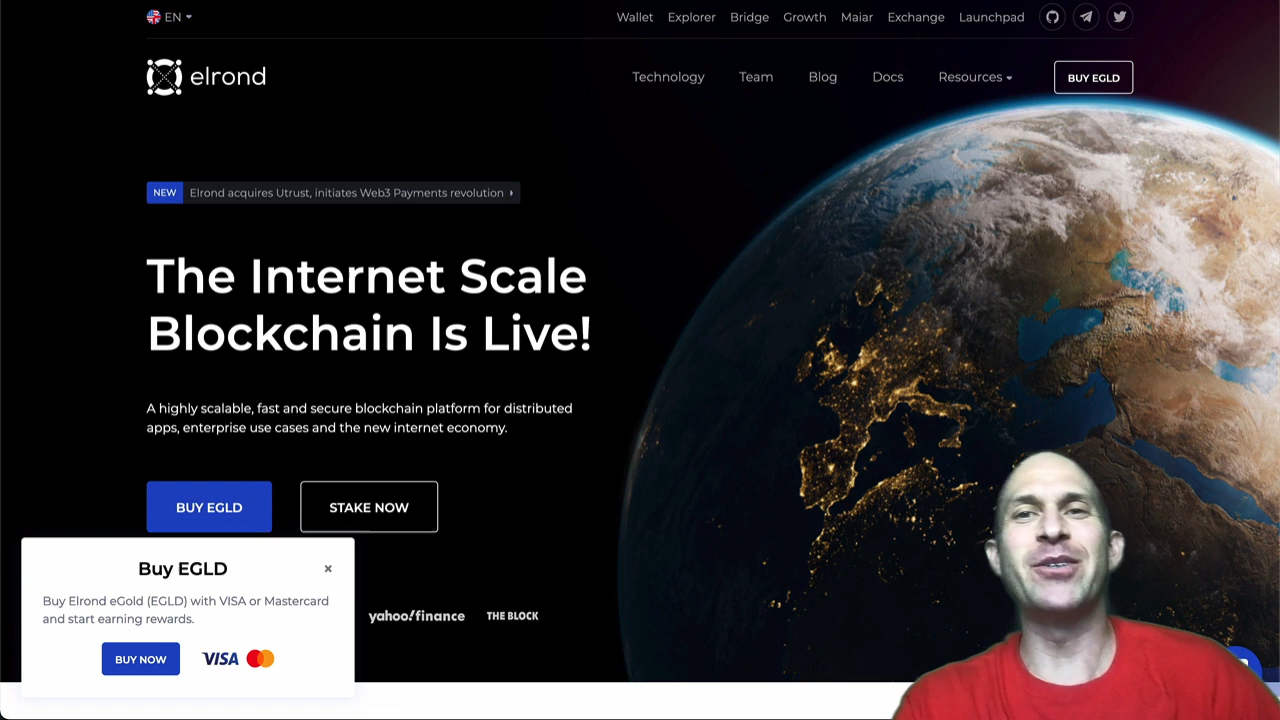 EN
Wallet Explorer Bridge Growth Maiar Exchange Launchpad
elrond
Technology Team Blog Docs Resources
BUY EGLD
NEW Elrond acquires Utrust, initiates Web3 Payments revolution
The Internet Scale
Blockchain Is Live!
A highly scalable, fast and secure blockchain platform for distributed
apps, enterprise use cases and the new internet economy.
BUY EGLD STAKE NOW
Buy EGLD ×
Buy Elrond eGold (EGLD) with VISA or Mastercard
and start earning rewards.
BUY NOW VISA
yahoo!finance THE BLOCK